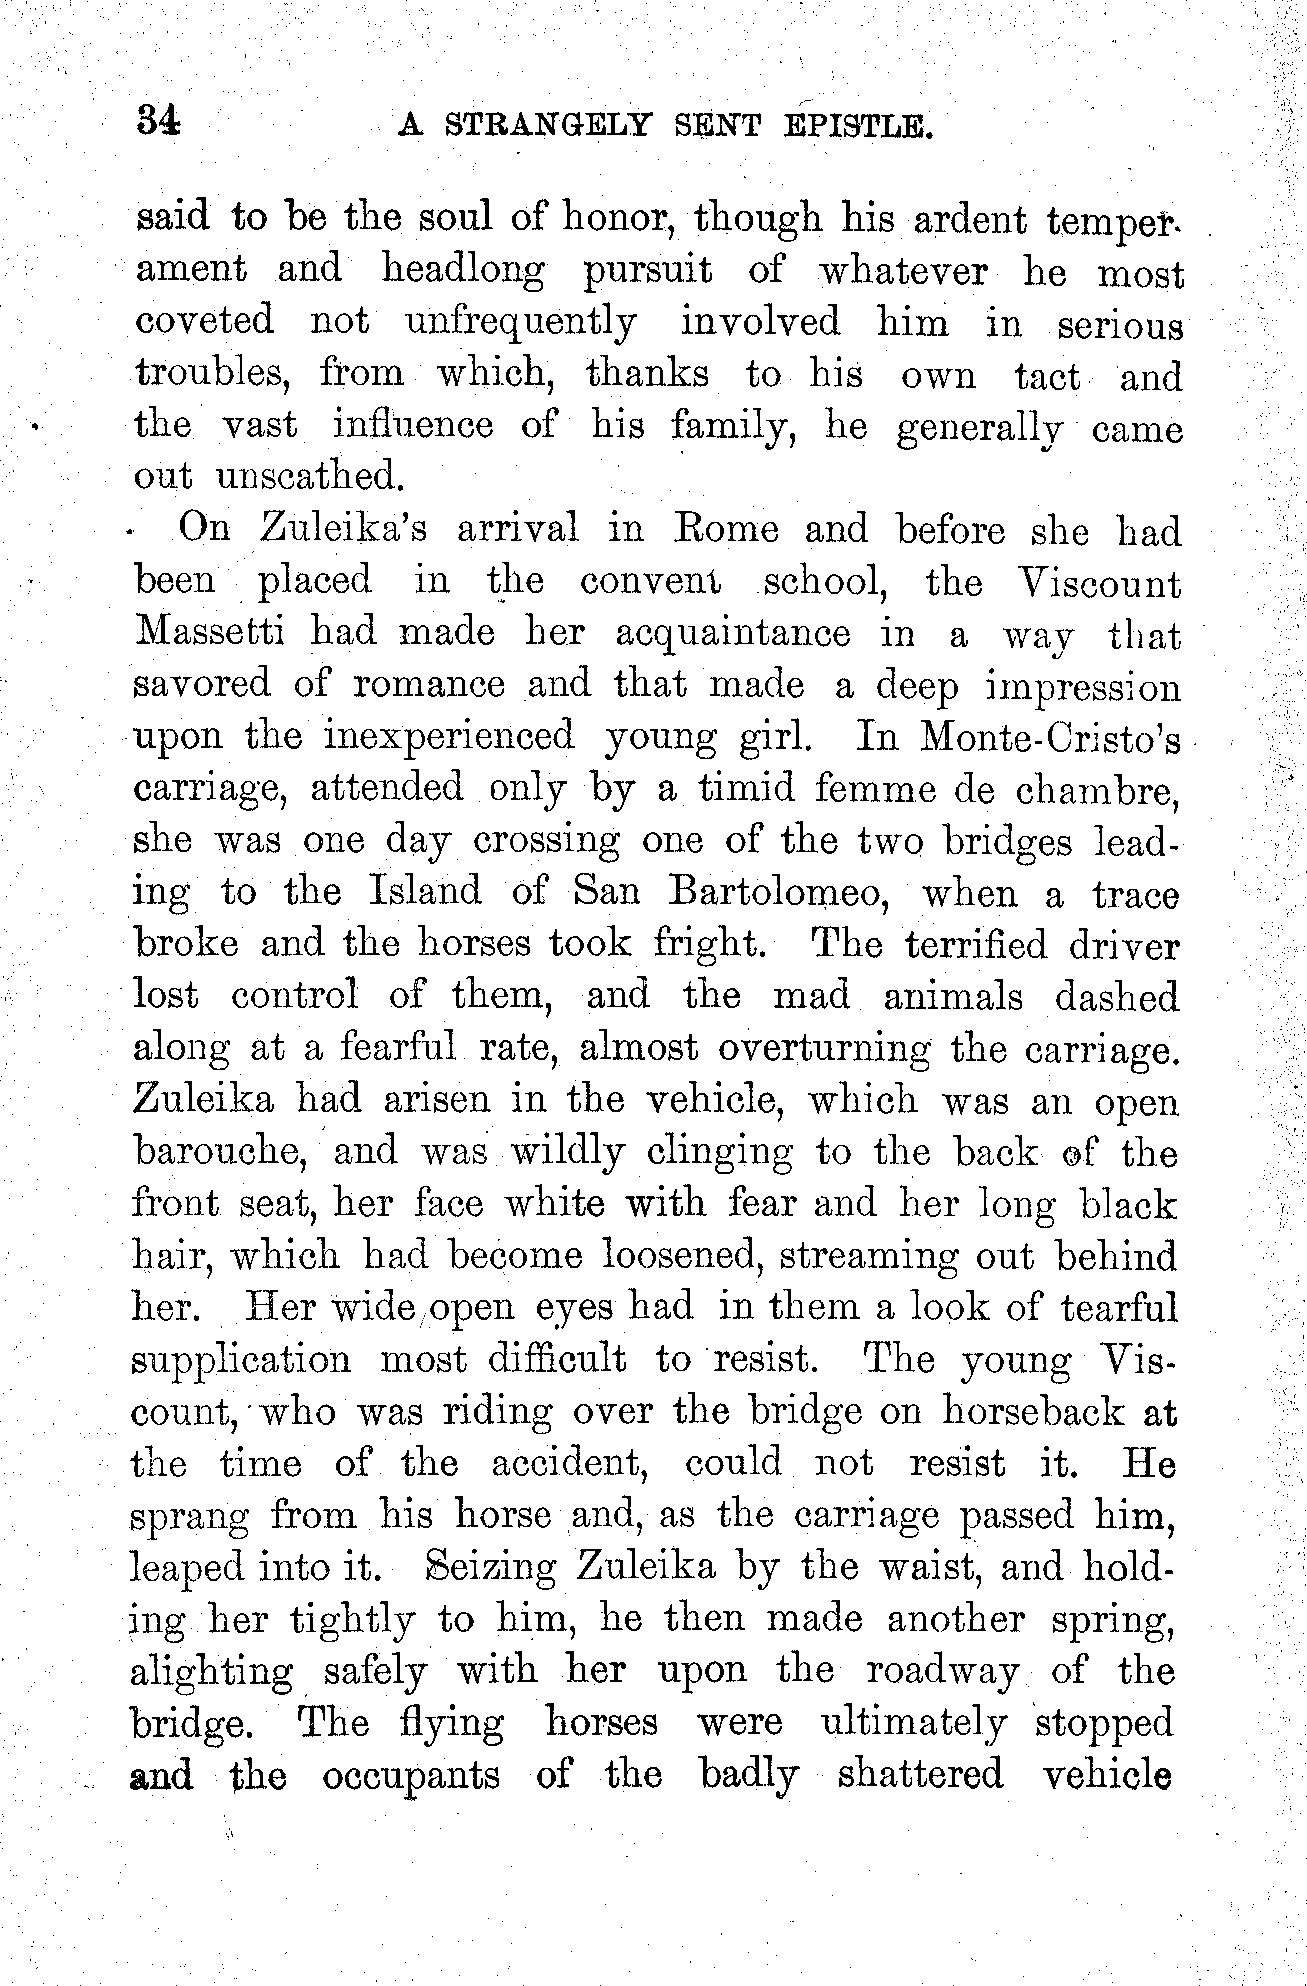 34 A STRANGELY SENT EPISTLE.
said to be the soul of honor, though his ardent temper-
ament and headlong pursuit of whatever he most
coveted not unfrequently involved him in serious
troubles, from which, thanks to his own tact and
the vast influence of his family, he generally came
out unscathed.
On Zuleika's arrival in Rome and before she had
been placed in the convent school, the Viscount
Massetti had made her acquaintance in a way that
savored of romance and that made a deep impression
upon the inexperienced young girl. In Monte-Cristo's
carriage, attended only by a timid femme de chambre,
she was one day crossing one of the two bridges lead-
ing to the Island of San Bartolomeo, when a trace
broke and the horses took fright. The terrified driver
lost control of them, and the mad animals dashed
along at a fearful rate, almost overturning the carriage.
Zuleika had arisen in the vehicle, which was an open
barouche, and was wildly clinging to the back of the
front seat, her face white with fear and her long black
hair, which had become loosened, streaming out behind
her. Her wide open eyes had in them a look of tearful
supplication most difficult to resist. The young Vis-
count, who was riding over the bridge on horseback at
the time of the accident, could not resist it. He
sprang from his horse and, as the carriage passed him,
leaped into it. Seizing Zuleika by the waist, and hold-
ing her tightly to him, he then made another spring,
alighting safely with her upon the roadway of the
bridge. The flying horses were ultimately stopped
and the occupants of the badly shattered vehicle